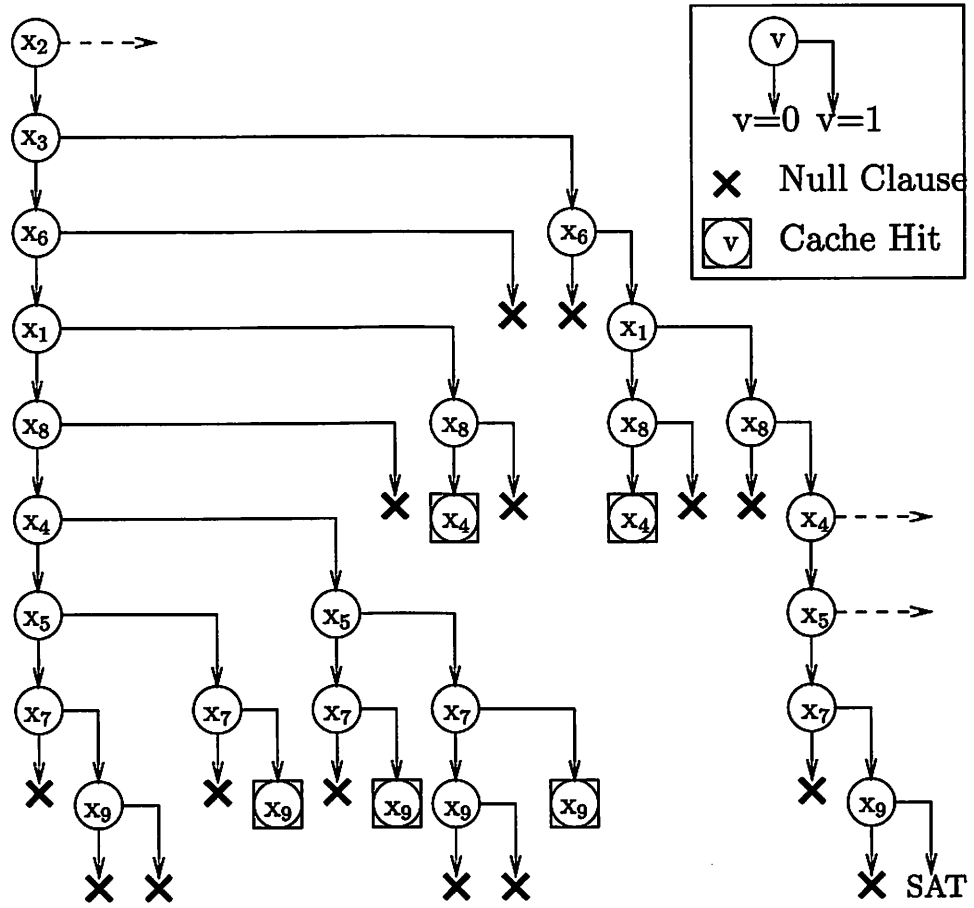 x₂
v
v=0 v=1
x₃
Null Clause
x₆ x₆
v Cache Hit
x₁ x₁
x₈ x₈ x₈ x₈
x₄ x₄ x₄ x₄
x₅ x₅ x₅
x₇ x₇ x₇ x₇ x₇
x₉ x₉ x₉ x₉ x₉ x₉
SAT